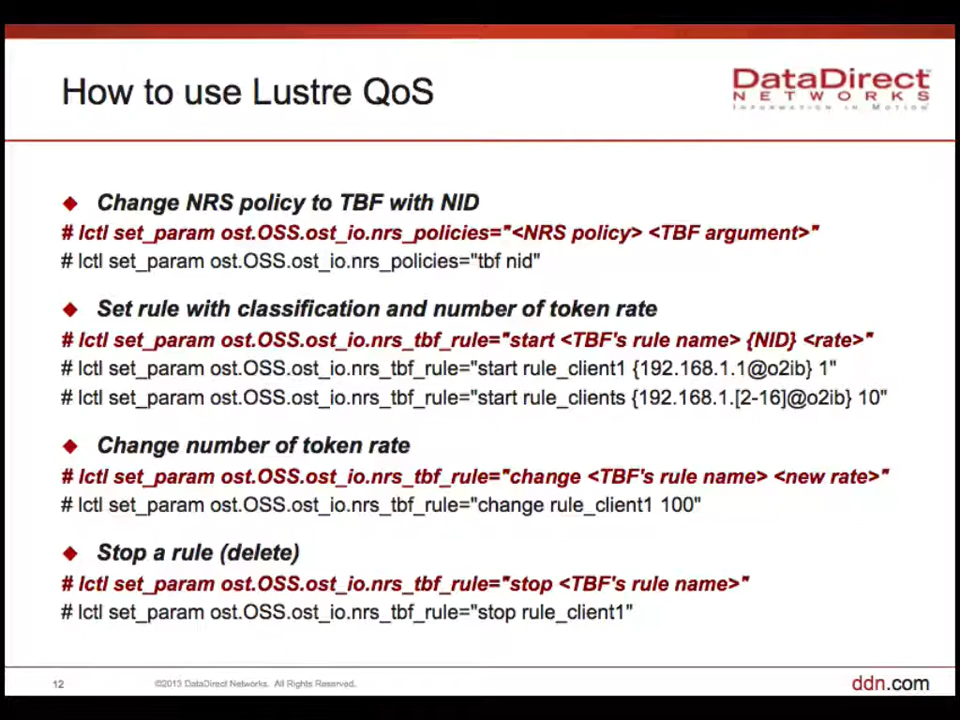 How to use Lustre QoS
DataDirect
NETWORKS
INFORMATION IN MOTION
Change NRS policy to TBF with NID
# lctl set_param ost.OSS.ost_io.nrs_policies="<NRS policy> <TBF argument>"
# lctl set_param ost.OSS.ost_io.nrs_policies="tbf nid"
Set rule with classification and number of token rate
# lctl set_param ost.OSS.ost_io.nrs_tbf_rule="start <TBF's rule name> {NID} <rate>"
# lctl set_param ost.OSS.ost_io.nrs_tbf_rule="start rule_client1 {192.168.1.1@o2ib} 1"
# lctl set_param ost.OSS.ost_io.nrs_tbf_rule="start rule_clients {192.168.1.[2-16]@o2ib} 10"
Change number of token rate
# lctl set_param ost.OSS.ost_io.nrs_tbf_rule="change <TBF's rule name> <new rate>"
# lctl set_param ost.OSS.ost_io.nrs_tbf_rule="change rule_client1 100"
Stop a rule (delete)
# lctl set_param ost.OSS.ost_io.nrs_tbf_rule="stop <TBF's rule name>"
# lctl set_param ost.OSS.ost_io.nrs_tbf_rule="stop rule_client1"
12
©2013 DataDirect Networks. All Rights Reserved.
ddn.com